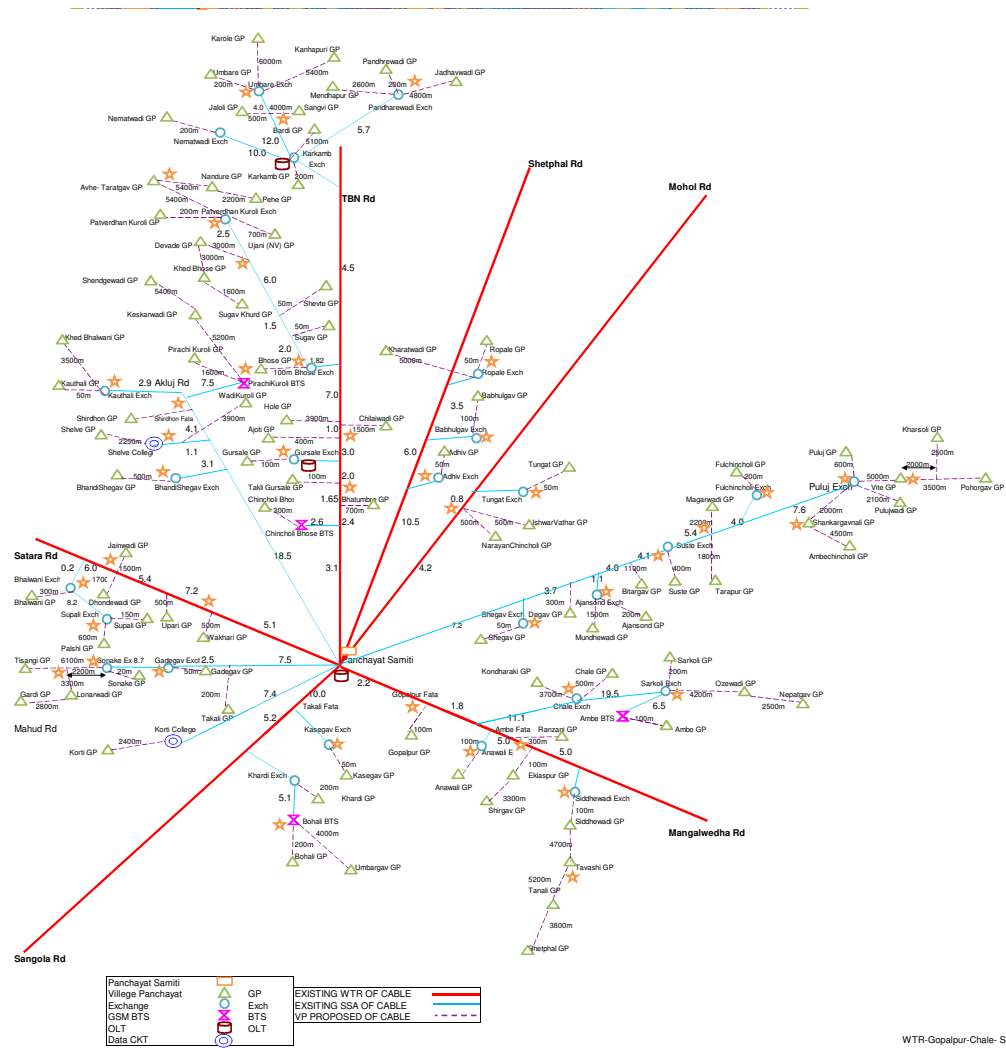 Karole GP
Kanhapuri GP
6000m
5400m
Umbare GP
200m
Umbare Exch
Pandhrewadi GP
Jadhavwadi GP
2600m
200m
Mendhapur GP
4800m
Pandharewadi Exch
Jaloli GP
4.0
4000m
Sangvi GP
500m
Nematwadi GP
200m
Nematwadi Exch
Bardi GP
5100m
5.7
12.0
10.0
Karkamb
Exch
Karkamb GP
200m
Shetphal Rd
Mohol Rd
TBN Rd
Avhe- Taratgav GP
Nandure GP
5400m
5400m
2200m
Pehe GP
200m
Patverdhan Kuroli Exch
Patverdhan Kuroli GP
2.5
700m
Devade GP
3000m
Ujani (NV) GP
3000m
4.5
Khed Bhose GP
6.0
Shendgewadi GP
5400m
1600m
Shevte GP
50m
Sugav Khurd GP
Keskarwadi GP
1.5
50m
Sugav GP
5200m
2.0
Khed Bhalwani GP
3500m
Pirachi Kuroli GP
1600m
Bhose GP
1.82
100m
Bhose Exch
Kharatwadi GP
5000m
Ropale GP
50m
Ropale Exch
Kauthali GP
50m
Kauthali Exch
2.9
Akluj Rd
7.5
PirachiKuroli BTS
WadiKuroli GP
7.0
Babhulgav GP
3.5
100m
Shirdhon GP
Shirdhon Fata
3900m
Hole GP
3900m
Chilaiwadi GP
1500m
1.0
Shelve GP
4.1
2250m
Shelve Colleg
1.1
Ajoti GP
400m
Babhulgav Exch
Gursale GP
100m
Gursale Exch
3.0
6.0
Adhiv GP
50m
Adhiv Exch
3.1
BhandiShegav GP
500m
BhandiShegav Exch
Takli Gursale GP
100m
2.0
Tungat GP
50m
Tungat Exch
Chincholi Bhos
300m
1.65
Bhatumbre GP
700m
2.6
2.4
Chincholi Bhose BTS
0.8
10.5
500m
500m
IshwarVathar GP
NarayanChincholi GP
Kharsoli GP
2500m
Puluj GP
600m
2000m
Fulchincholi GP
200m
Fulchincholi Exch
Puluj Exch
5000m
Vite GP
3500m
Pohorgav GP
2100m
Pulujwadi GP
Magarwadi GP
2200m
7.6
2000m
Shankargavnali GP
4.0
5.4
4500m
Ambechincholi GP
4.1
Suste Exch
1800m
Satara Rd
Jainwadi GP
1500m
18.5
3.1
4.2
0.2
6.0
1700
5.4
Bhalwani Exch
300m
Bhalwani GP
8.2
Dhondewadi GP
7.2
500m
4.0
1.1
1100m
400m
Bitargav GP
Suste GP
Tarapur GP
3.7
300m
Ajansond Exch
Supali Exch
150m
Supali GP
Upari GP
500m
Wakhari GP
5.1
Shegav Exch
Degav GP
50m
Shegav GP
1500m
200m
Ajansond GP
Mundhewadi GP
7.2
600m
Palshi GP
Tisangi GP
6100m
Sonake Ex
8.7
Gadegav Exch
2.5
7.5
Panchayat Samiti
2200m
20m
Sonake GP
50m
Gadegav GP
3300m
Lonarwadi GP
Gardi GP
2800m
200m
Takali GP
7.4
10.0
2.2
Sarkoli GP
200m
Kondharaki GP
Chale GP
500m
3700m
Chale Exch
19.5
Sarkoli Exch
Ozewadi GP
4200m
Nepatgav GP
2500m
6.5
Ambe BTS
100m
Ambe GP
Gopalpur Fata
1.8
Takali Fata
5.2
Mahud Rd
Korti College
2400m
Korti GP
Kasegav Exch
50m
Kasegav GP
100m
Gopalpur GP
11.1
Ambe Fata
Ranzani GP
5.0
300m
100m
Anawali E
5.0
100m
Eklaspur GP
Anawali GP
3300m
Shirgav GP
Khardi Exch
200m
Khardi GP
5.1
Siddhewadi Exch
100m
Siddhewadi GP
Bohali BTS
4000m
200m
Bohali GP
Umbargav GP
Mangalwedha Rd
4700m
Tavashi GP
5200m
Tanali GP
3800m
Shetphal GP
Sangola Rd
Panchayat Samiti
Villege Panchayat GP
Exchange Exch
GSM BTS BTS
OLT OLT
Data CKT
EXISTING WTR OF CABLE
EXSITING SSA OF CABLE
VP PROPOSED OF CABLE
WTR-Gopalpur-Chale- S